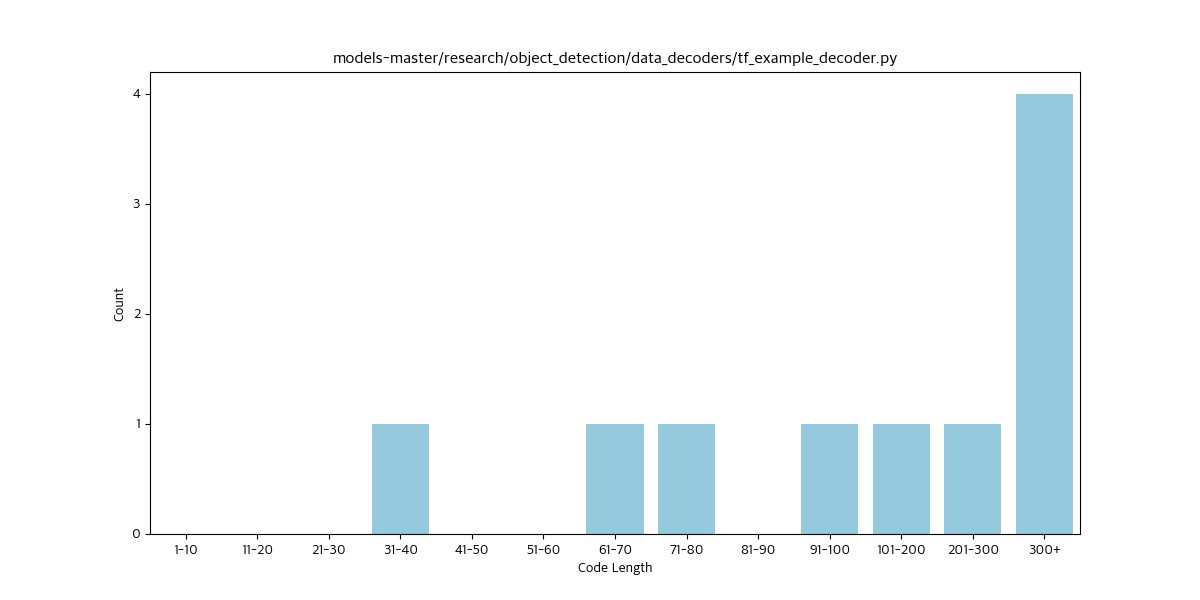 models-master/research/object_detection/data_decoders/tf_example_decoder.py
4
3
2
1
0
Count
1-10 11-20 21-30 31-40 41-50 51-60 61-70 71-80 81-90 91-100 101-200 201-300 300+
Code Length